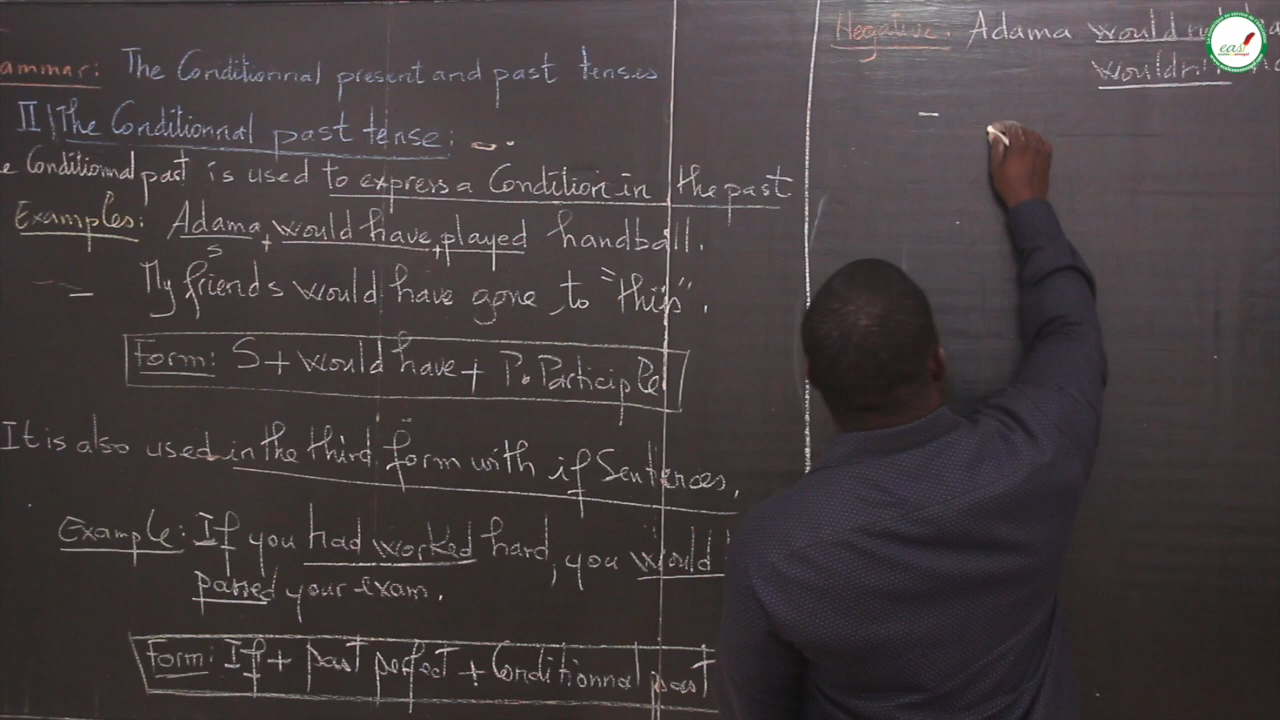 ammar: The Conditionnal present and past tenses
II/The Conditionnal past tense:
e Conditionnal past is used to express a Condition in the past
Examples: Adama + would have + played handball.
S
- My friends would have gone to "thiès".
Form: S + would have + P. Participle
It is also used in the third form with if Sentences.
Example: If you had worked hard, you would
passed your exam.
Form: If + past perfect + Conditionnal past
Negative: Adama would
wouldn't
-
eas